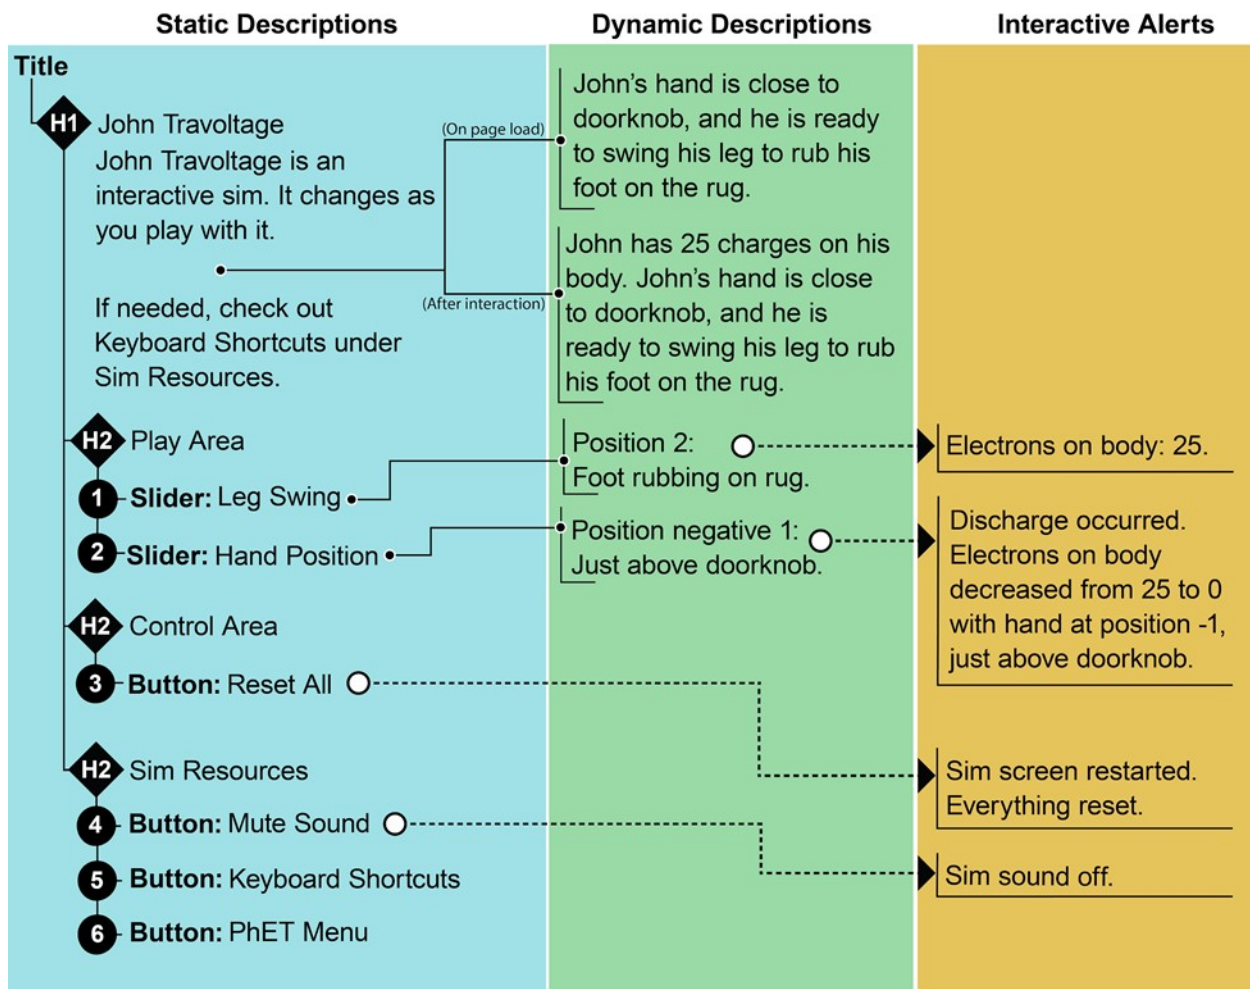 Static Descriptions
Dynamic Descriptions
Interactive Alerts
Title
H1
John Travoltage
John Travoltage is an
interactive sim. It changes as
you play with it.
If needed, check out
Keyboard Shortcuts under
Sim Resources.
(On page load)
(After interaction)
John’s hand is close to
doorknob, and he is ready
to swing his leg to rub his
foot on the rug.
John has 25 charges on his
body. John’s hand is close
to doorknob, and he is
ready to swing his leg to rub
his foot on the rug.
H2
Play Area
1
Slider: Leg Swing
Position 2:
Foot rubbing on rug.
Electrons on body: 25.
2
Slider: Hand Position
Position negative 1:
Just above doorknob.
Discharge occurred.
Electrons on body
decreased from 25 to 0
with hand at position -1,
just above doorknob.
H2
Control Area
3
Button: Reset All
Sim screen restarted.
Everything reset.
H2
Sim Resources
4
Button: Mute Sound
Sim sound off.
5
Button: Keyboard Shortcuts
6
Button: PhET Menu